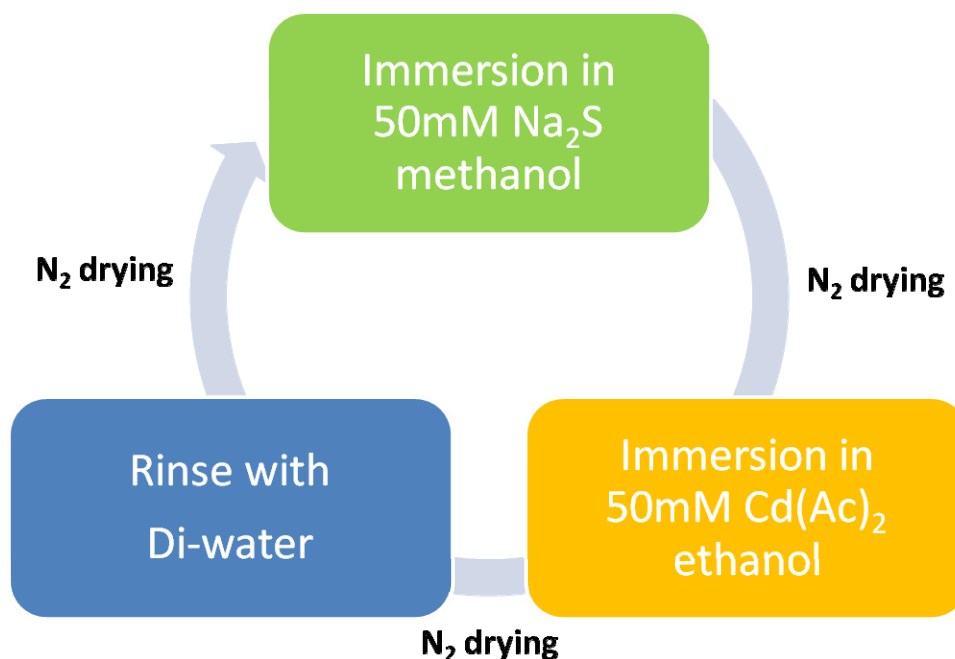 Immersion in
50mM Na₂S
methanol
N₂ drying
N₂ drying
Rinse with
Di-water
Immersion in
50mM Cd(Ac)₂
ethanol
N₂ drying